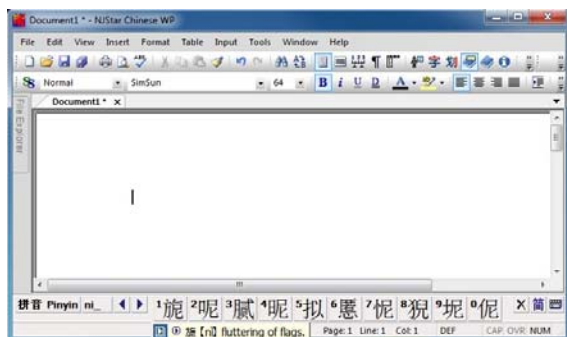 Document1 * - NJStar Chinese WP
File Edit View Insert Format Table Input Tools Window Help
Normal SimSun 64 B i U D A
Document1 * x
File Explorer
拼音 Pinyin ni_ 1旎 2呢 3腻 4昵 5拟 6慝 7怩 8猊 9坭 0伲 X 简
旎【nǐ】fluttering of flags. Page:1 Line:1 Col:1 DEF CAP OVR NUM